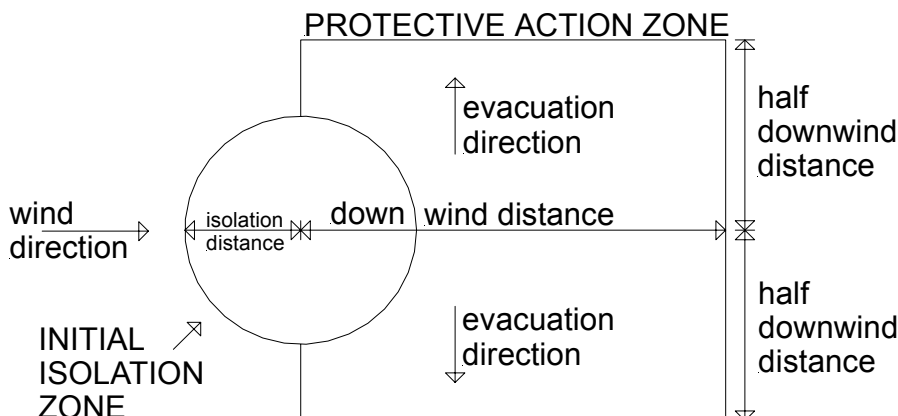 PROTECTIVE ACTION ZONE
evacuation
direction
half
downwind
distance
wind
direction
isolation
distance
down wind distance
evacuation
direction
half
downwind
distance
INITIAL
ISOLATION
ZONE